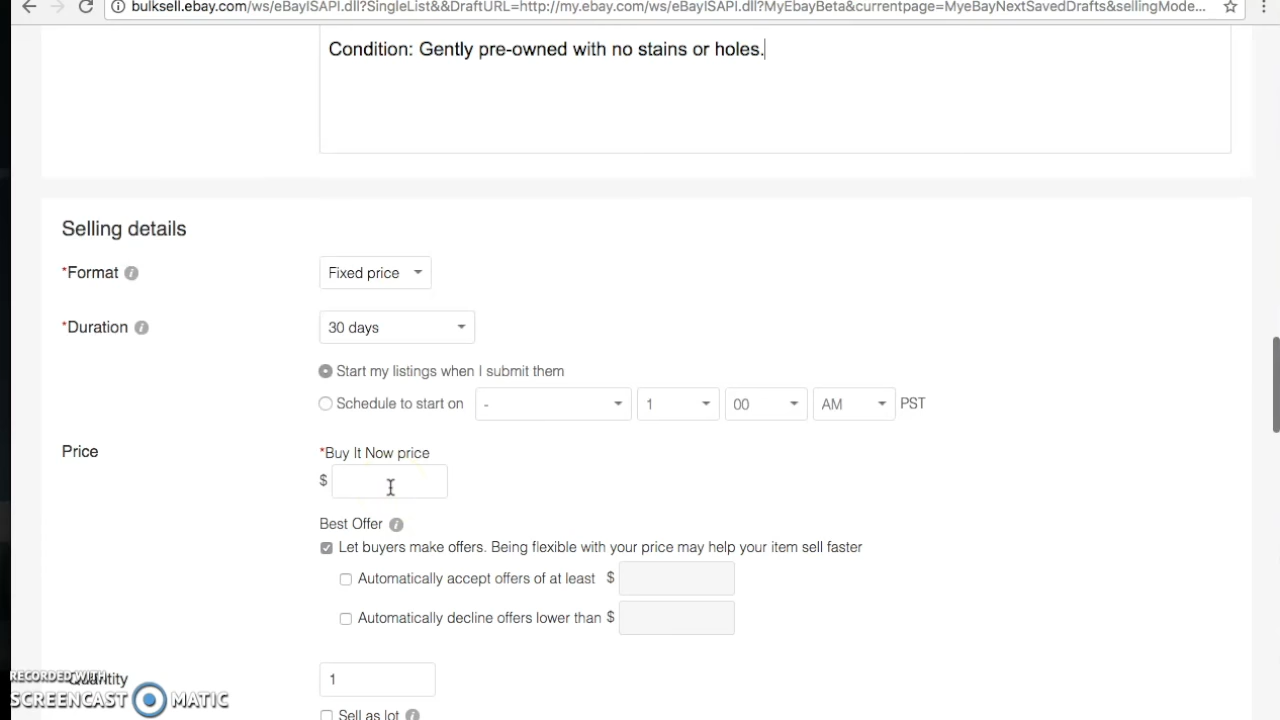 bulksell.ebay.com/ws/eBayISAPI.dll?SingleList&&DraftURL=http://my.ebay.com/ws/eBayISAPI.dll?MyEbayBeta&currentpage=MyeBayNextSavedDrafts&sellingMode...
Condition: Gently pre-owned with no stains or holes.
Selling details
*Format
Fixed price
*Duration
30 days
Start my listings when I submit them
Schedule to start on - 1 00 AM PST
Price
*Buy It Now price
$
Best Offer
Let buyers make offers. Being flexible with your price may help your item sell faster
Automatically accept offers of at least $
Automatically decline offers lower than $
Quantity
1
RECORDED WITH
SCREENCAST MATIC
Sell as lot